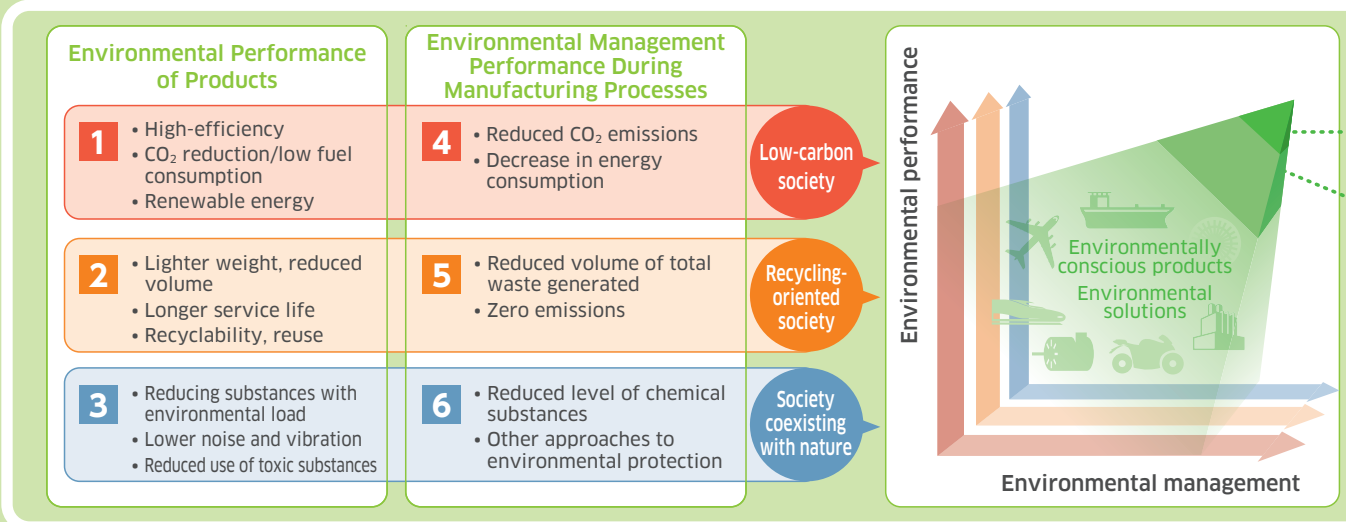 Environmental Performance
of Products
Environmental Management
Performance During
Manufacturing Processes
1
• High-efficiency
• CO₂ reduction/low fuel
consumption
• Renewable energy
4
• Reduced CO₂ emissions
• Decrease in energy
consumption
Low-carbon
society
2
• Lighter weight, reduced
volume
• Longer service life
• Recyclability, reuse
5
• Reduced volume of total
waste generated
• Zero emissions
Recycling-
oriented
society
3
• Reducing substances with
environmental load
• Lower noise and vibration
• Reduced use of toxic substances
6
• Reduced level of chemical
substances
• Other approaches to
environmental protection
Society
coexisting
with nature
Environmental performance
Environmentally
conscious products
Environmental
solutions
Environmental management